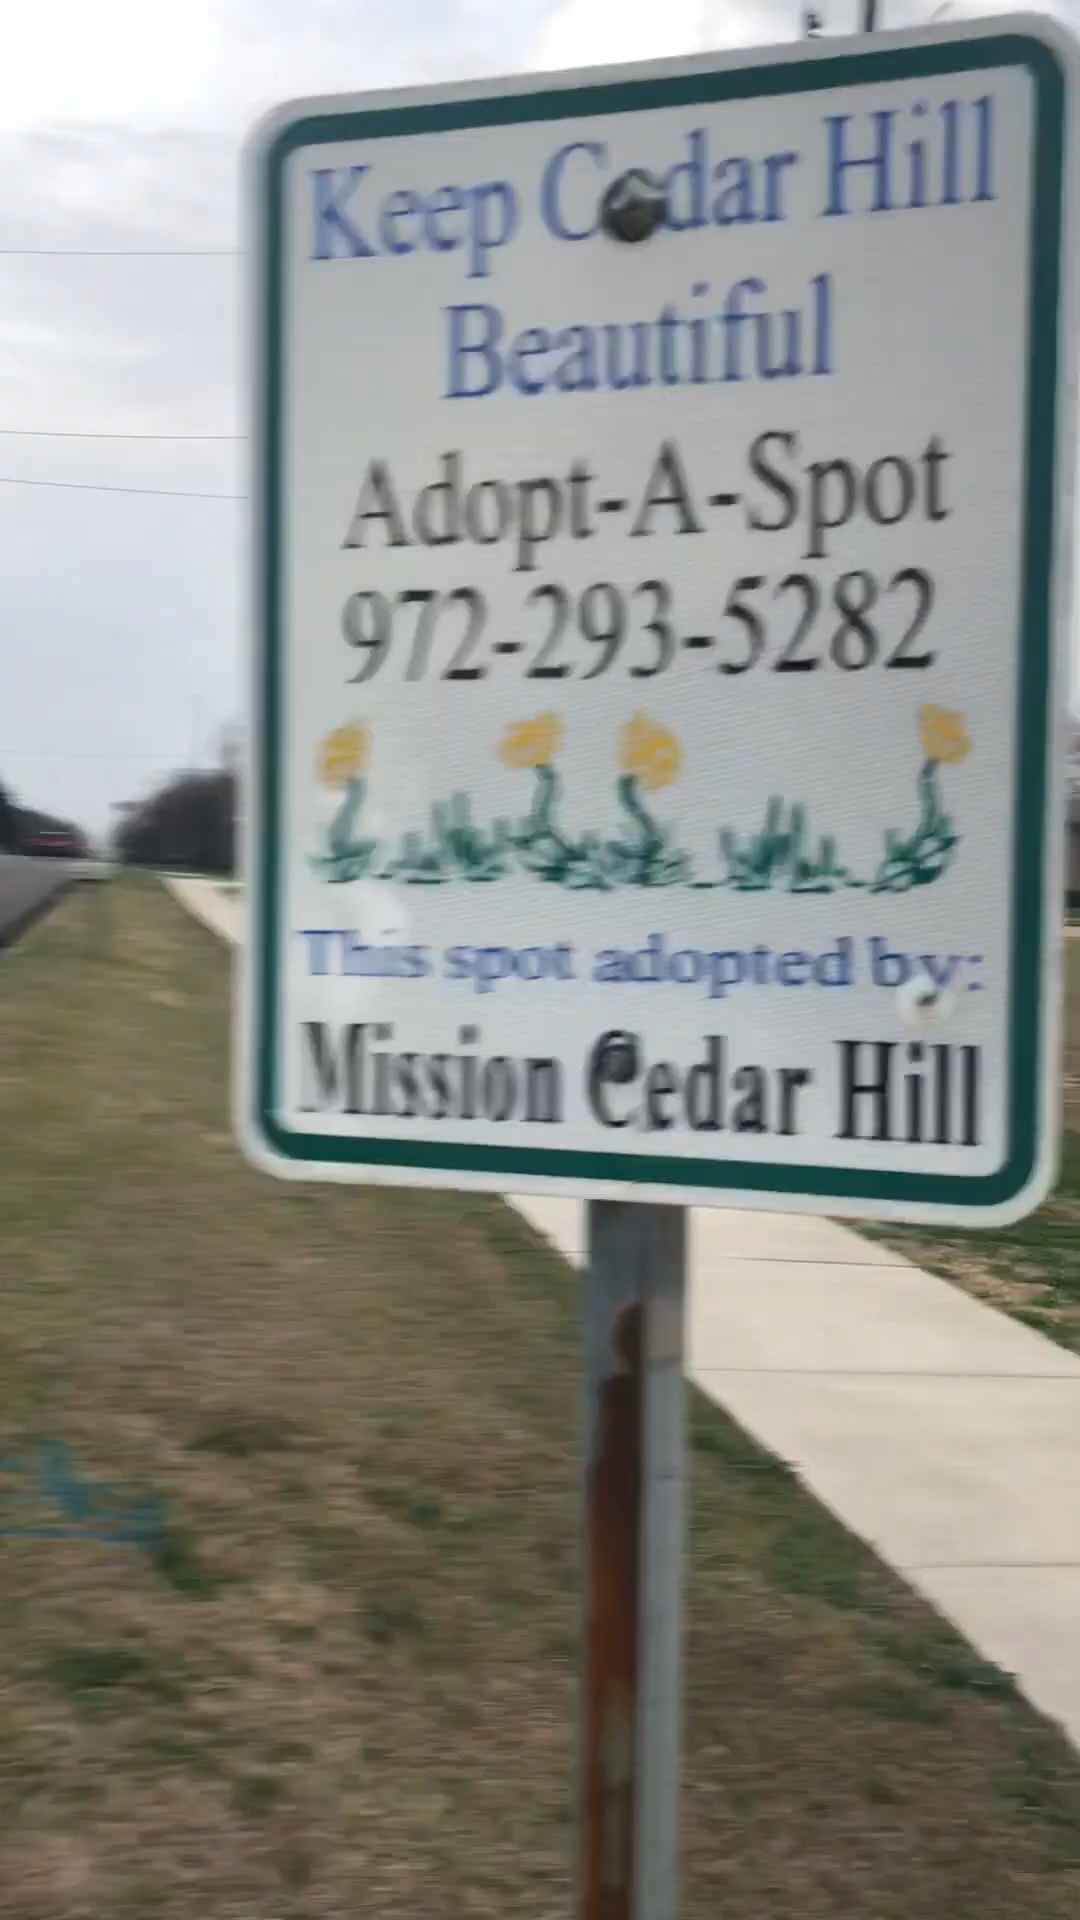 Keep Cedar Hill
Beautiful
Adopt-A-Spot
972-293-5282
This spot adopted by:
Mission Cedar Hill